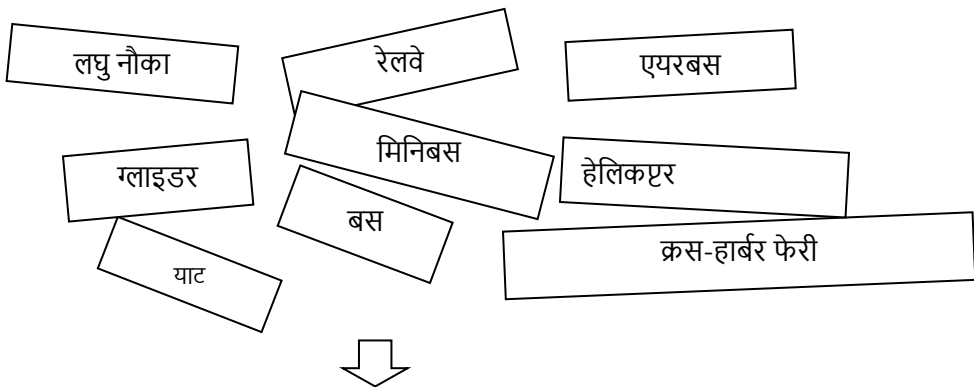 लघु नौका
रेलवे
एयरबस
ग्लाइडर
मिनिबस
हेलिकप्टर
याट
बस
क्रस-हार्बर फेरी